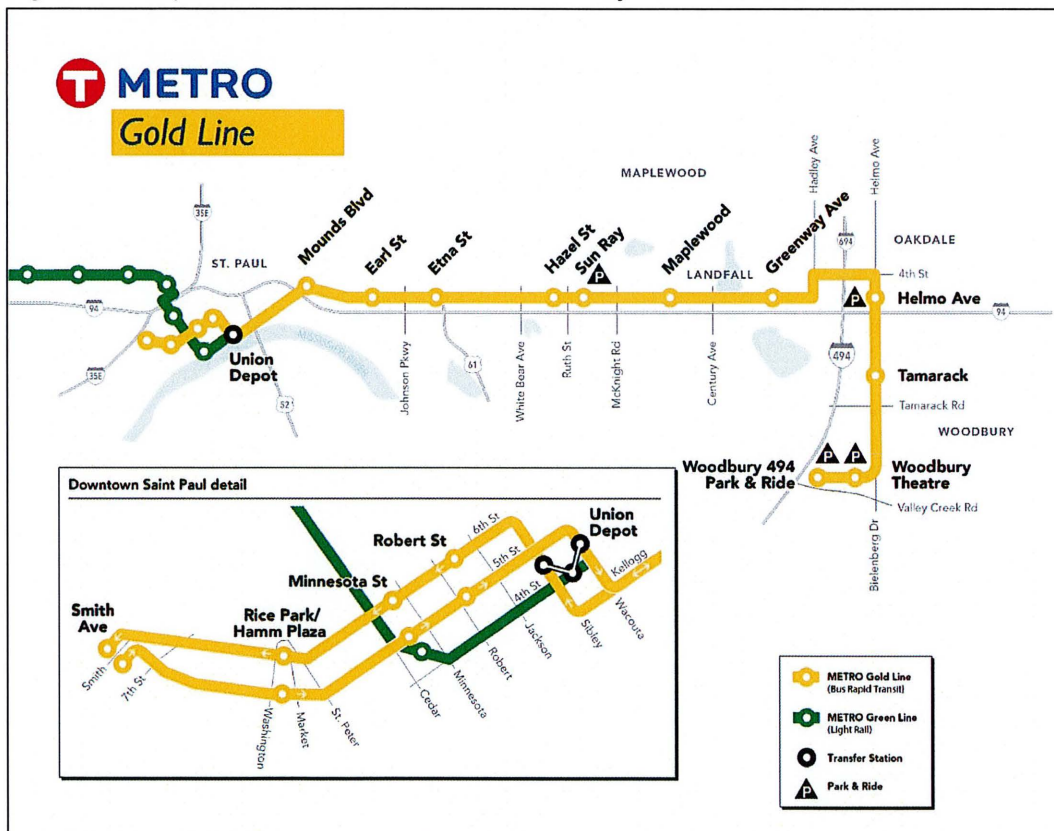 T METRO
Gold Line
MAPLEWOOD
Hadley Ave
Helmo Ave
35E
ST. PAUL
Mounds Blvd
Earl St
Etna St
Hazel St
Sun Ray
P
Maplewood
LANDFALL
Greenway Ave
694
OAKDALE
4th St
94
P
Helmo Ave
94
Union
Depot
35E
52
61
Johnson Pkwy
White Bear Ave
Ruth St
McKnight Rd
Century Ave
494
Tamarack
Tamarack Rd
WOODBURY
P
P
Woodbury 494
Park & Ride
Woodbury
Theatre
Valley Creek Rd
Bielenberg Dr
Downtown Saint Paul detail
Union
Depot
Robert St
6th St
5th St
4th St
Kellogg
Minnesota St
Smith
Ave
Rice Park/
Hamm Plaza
Wacouta
Sibley
Jackson
Robert
Minnesota
Cedar
Smith
7th St
Washington
Market
St. Peter
METRO Gold Line
(Bus Rapid Transit)
METRO Green Line
(Light Rail)
Transfer Station
P
Park & Ride